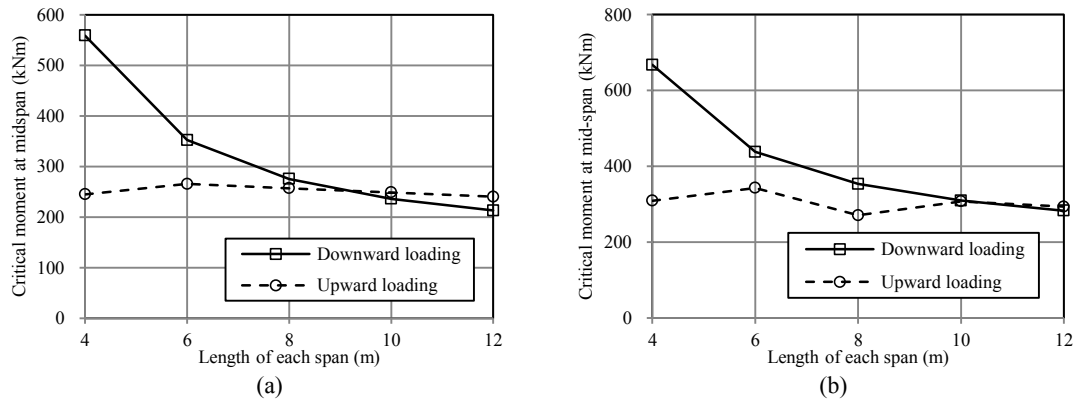 Critical moment at midspan (kNm)
600
500
400
300
200
100
0
Downward loading
Upward loading
4 6 8 10 12
Length of each span (m)
(a)
Critical moment at mid-span (kNm)
800
600
400
200
0
Downward loading
Upward loading
4 6 8 10 12
Length of each span (m)
(b)